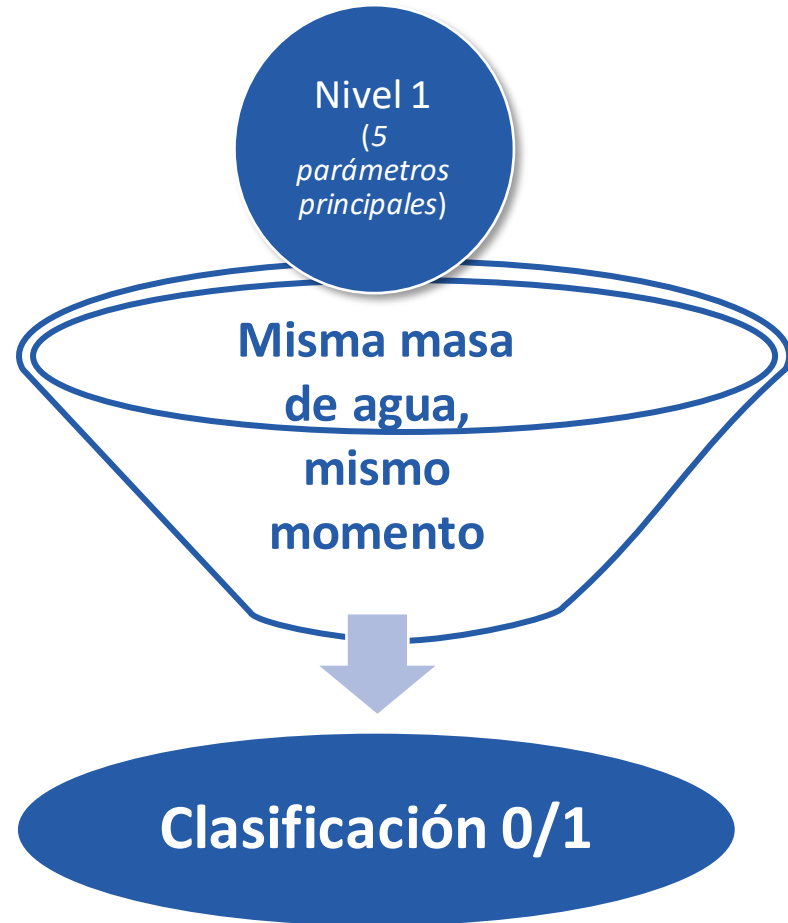 Nivel 1
(5
parámetros
principales)
Misma masa
de agua,
mismo
momento
Clasificación 0/1